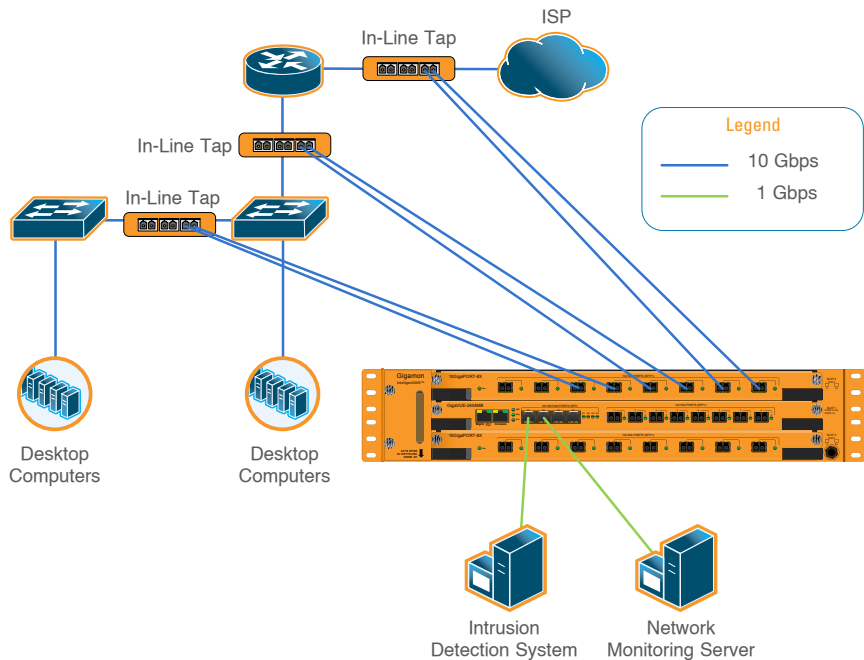 ISP
In-Line Tap
Legend
In-Line Tap
10 Gbps
In-Line Tap
1 Gbps
Gigamon
Desktop
Computers
Desktop
Computers
Intrusion
Detection System
Network
Monitoring Server